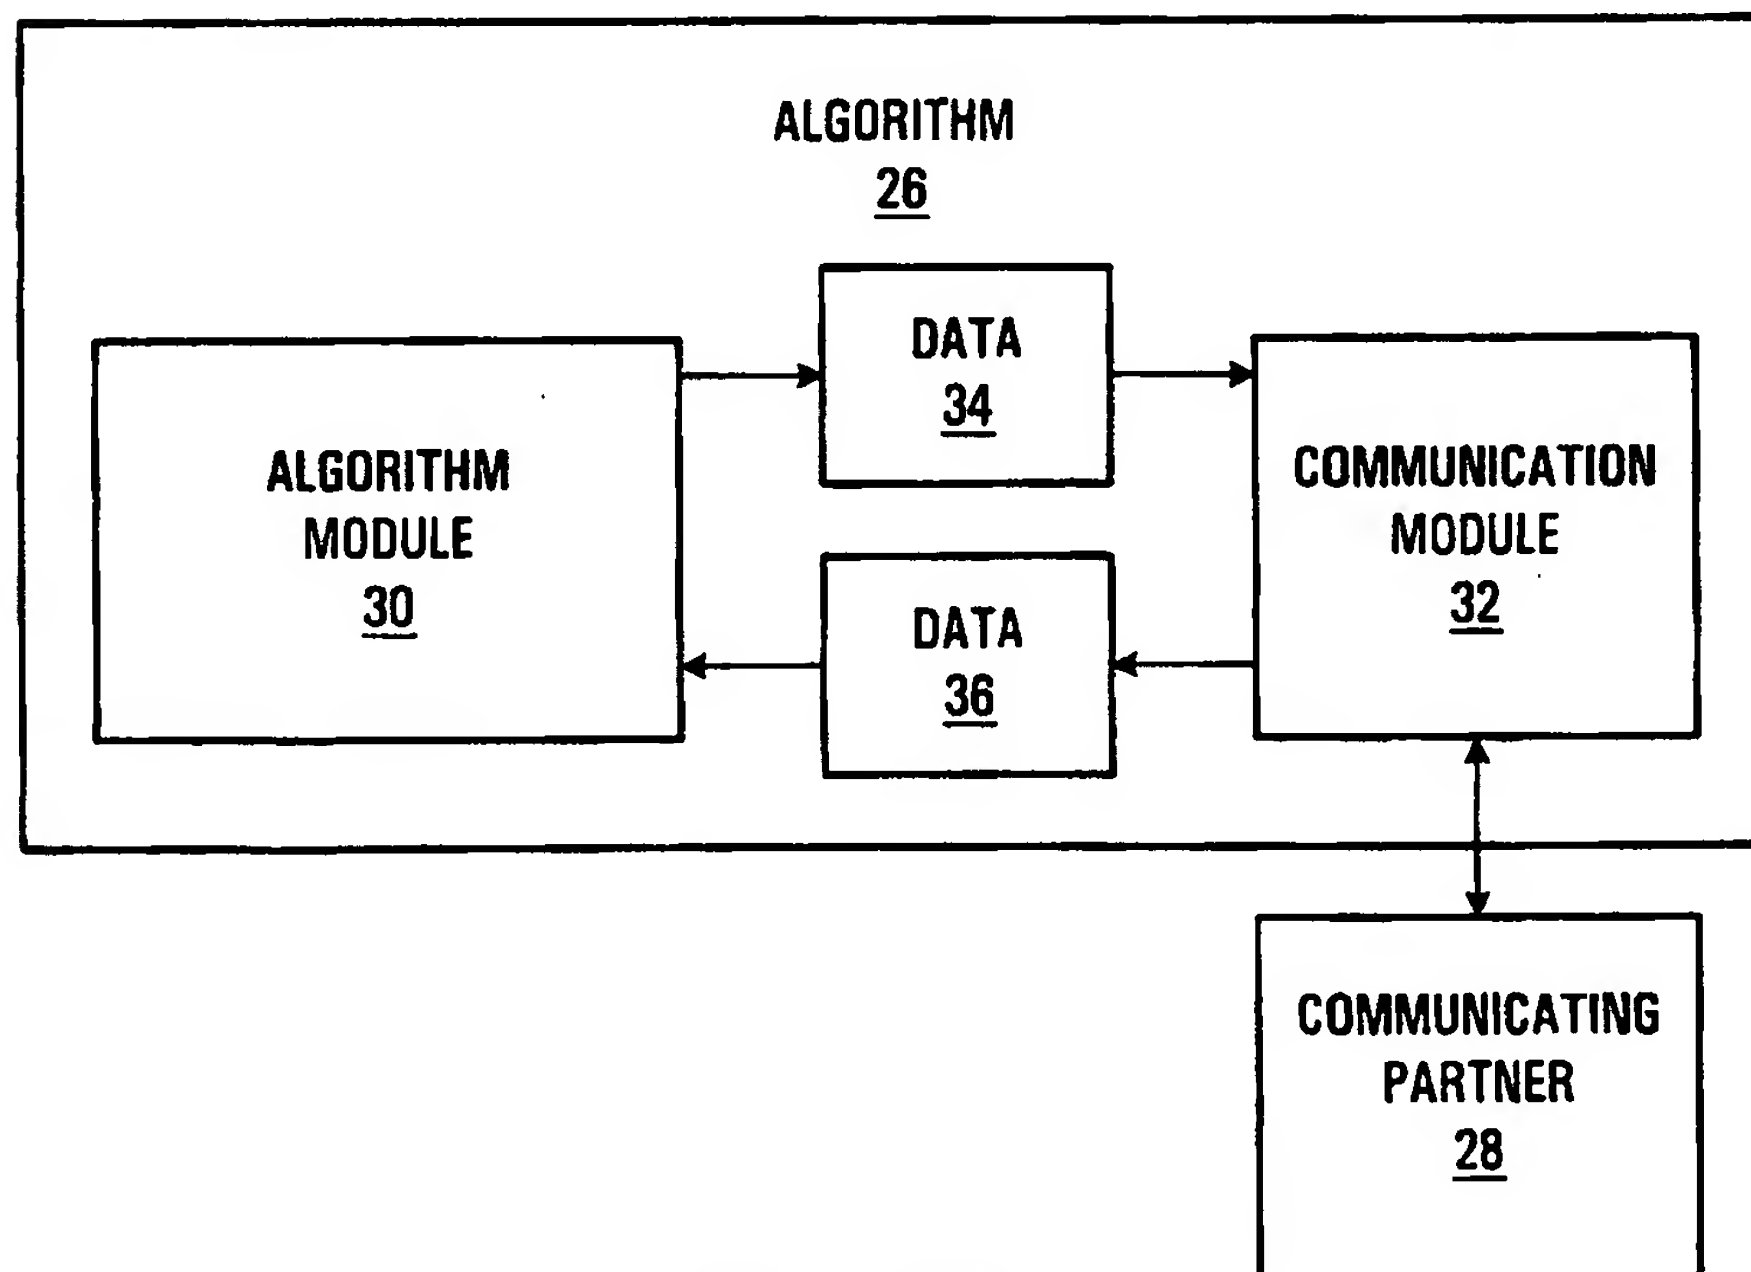 ALGORITHM
26
DATA
34
ALGORITHM
MODULE
30
COMMUNICATION
MODULE
32
DATA
36
COMMUNICATING
PARTNER
28